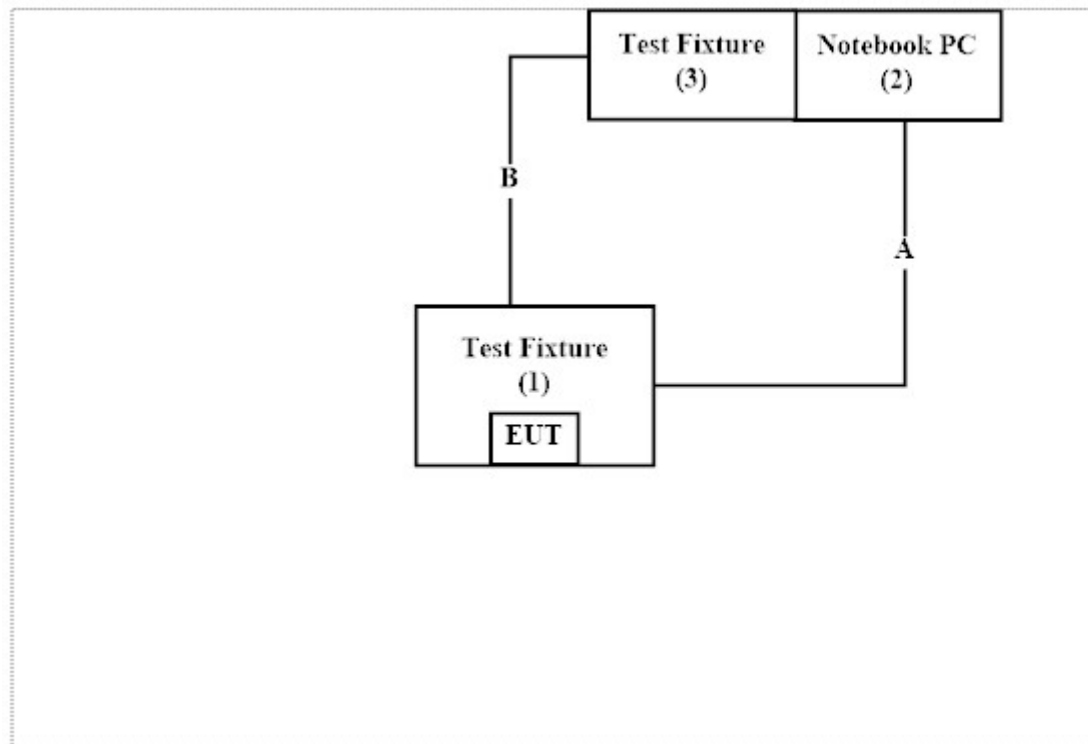 Test Fixture
(3)
Notebook PC
(2)
B
A
Test Fixture
(1)
EUT